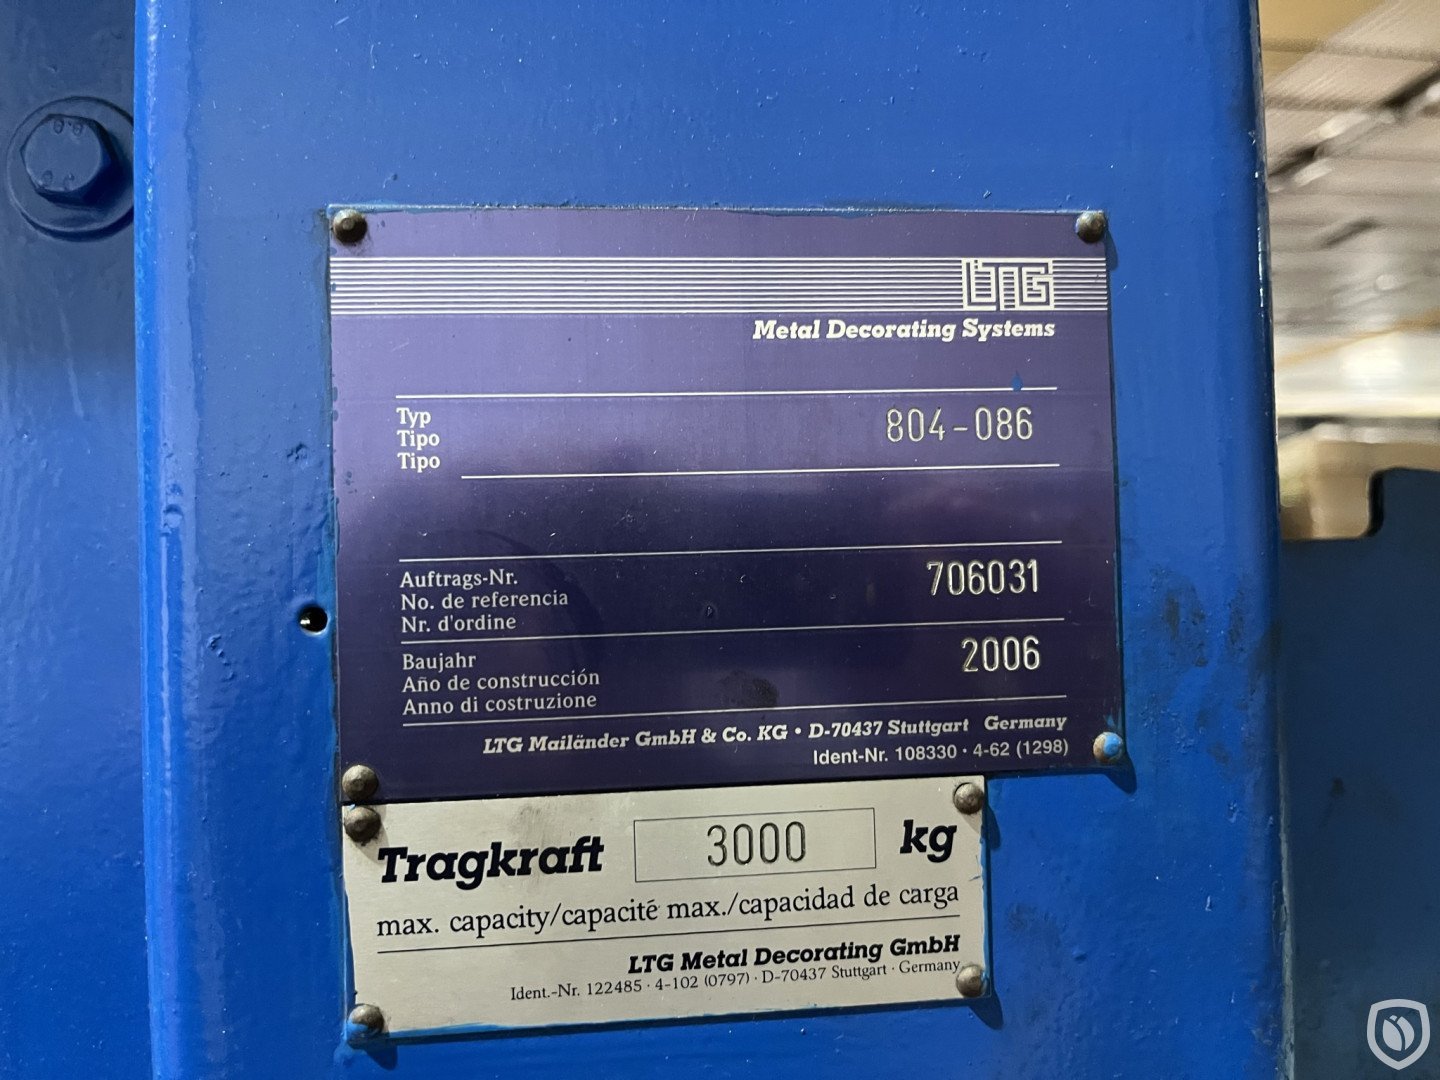 LTG
Metal Decorating Systems
Typ
Tipo
Tipo
804-086
Auftrags-Nr.
No. de referencia
Nr. d'ordine
706031
Baujahr
Año de construcción
Anno di costruzione
2006
LTG Mailänder GmbH & Co. KG • D-70437 Stuttgart Germany
Ident-Nr. 108330 · 4-62 (1298)
Tragkraft 3000 kg
max. capacity/capacité max./capacidad de carga
LTG Metal Decorating GmbH
Ident.-Nr. 122485 · 4-102 (0797) · D-70437 Stuttgart · Germany